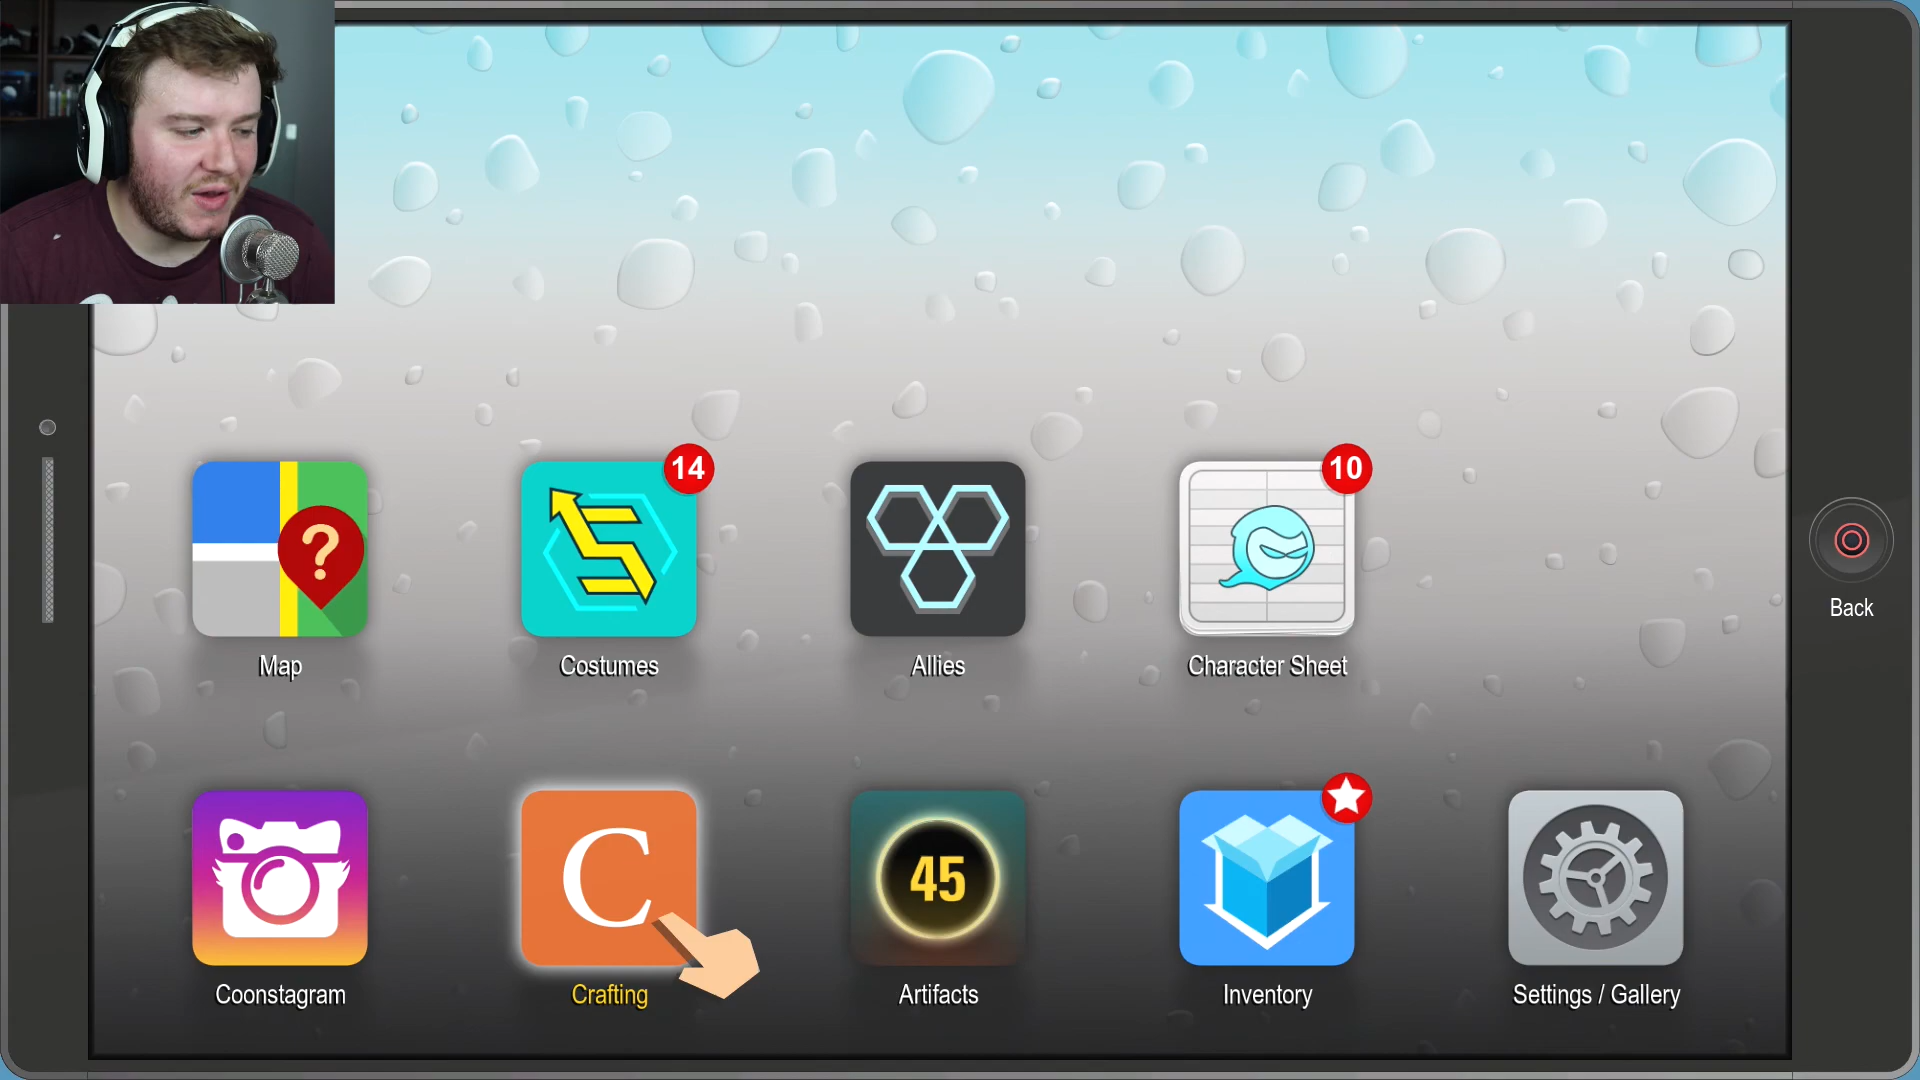 14
10
?
Map
Costumes
Allies
Character Sheet
Back
C
45
Coonstagram
Crafting
Artifacts
Inventory
Settings / Gallery